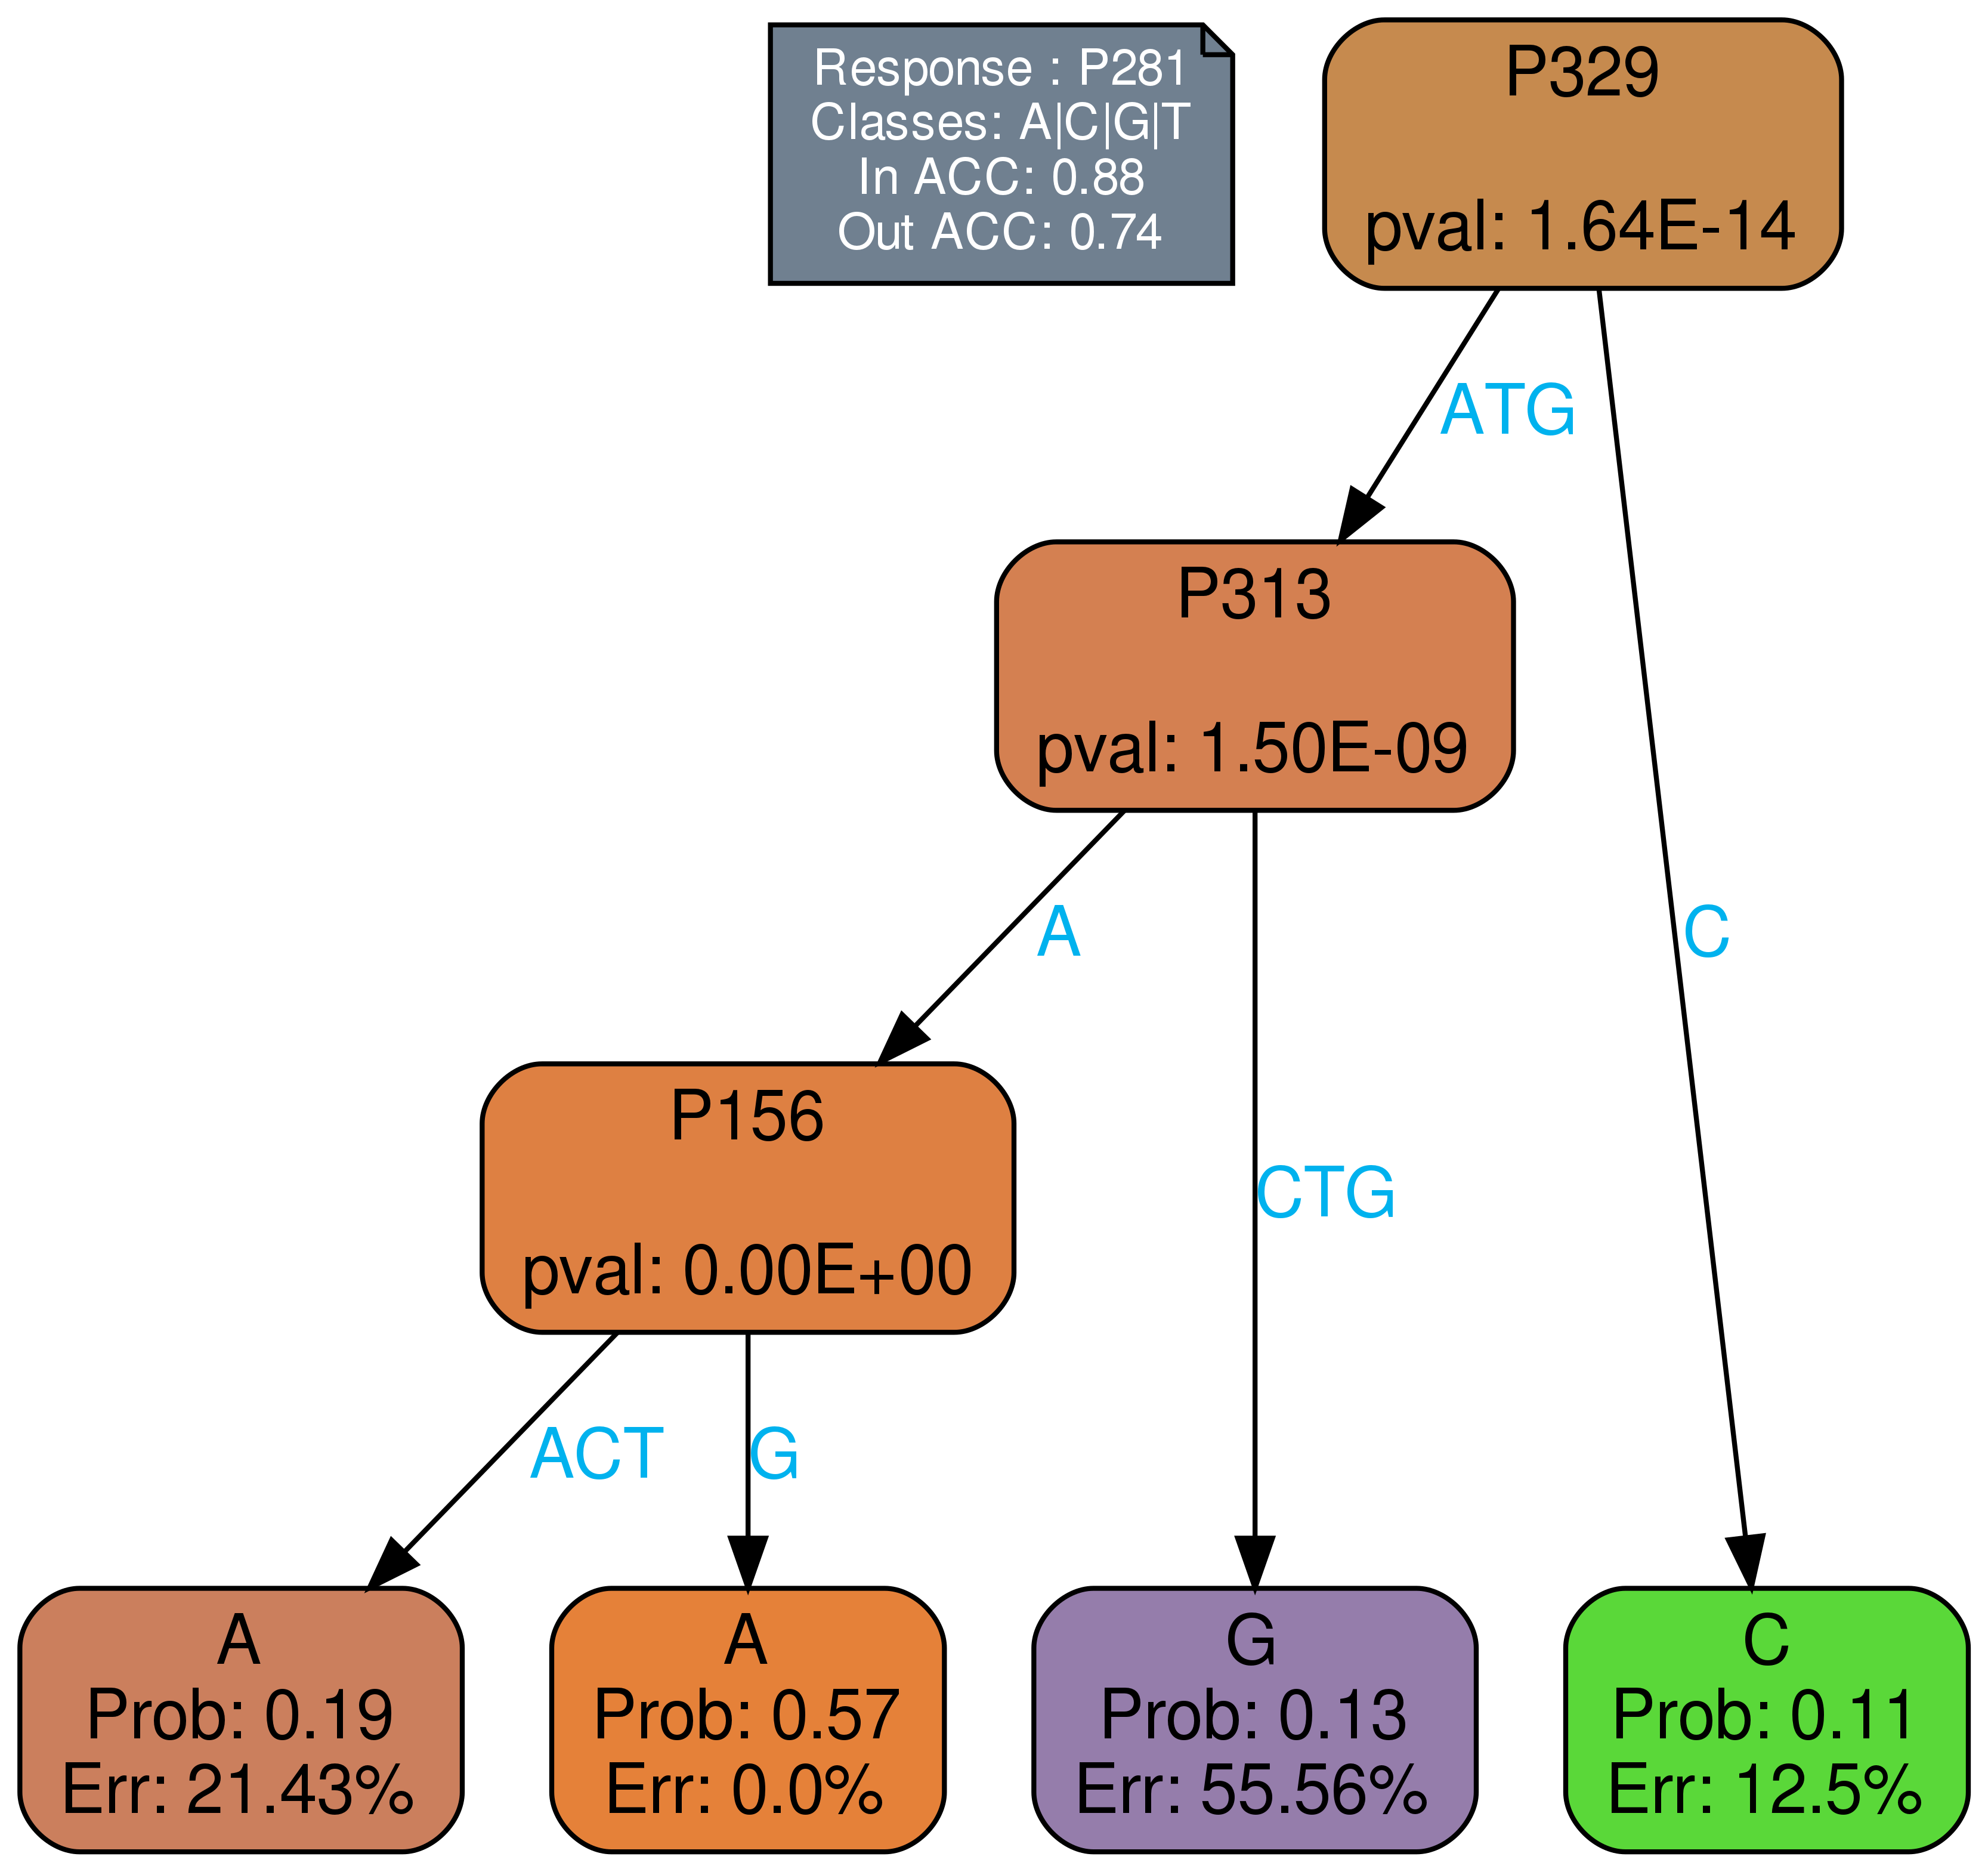 Response : P281
Classes: A|C|G|T
In ACC: 0.88
Out ACC: 0.74
P329
pval: 1.64E-14
ATG
P313
pval: 1.50E-09
A
C
P156
pval: 0.00E+00
CTG
ACT
G
A
Prob: 0.19
Err: 21.43%
A
Prob: 0.57
Err: 0.0%
G
Prob: 0.13
Err: 55.56%
C
Prob: 0.11
Err: 12.5%